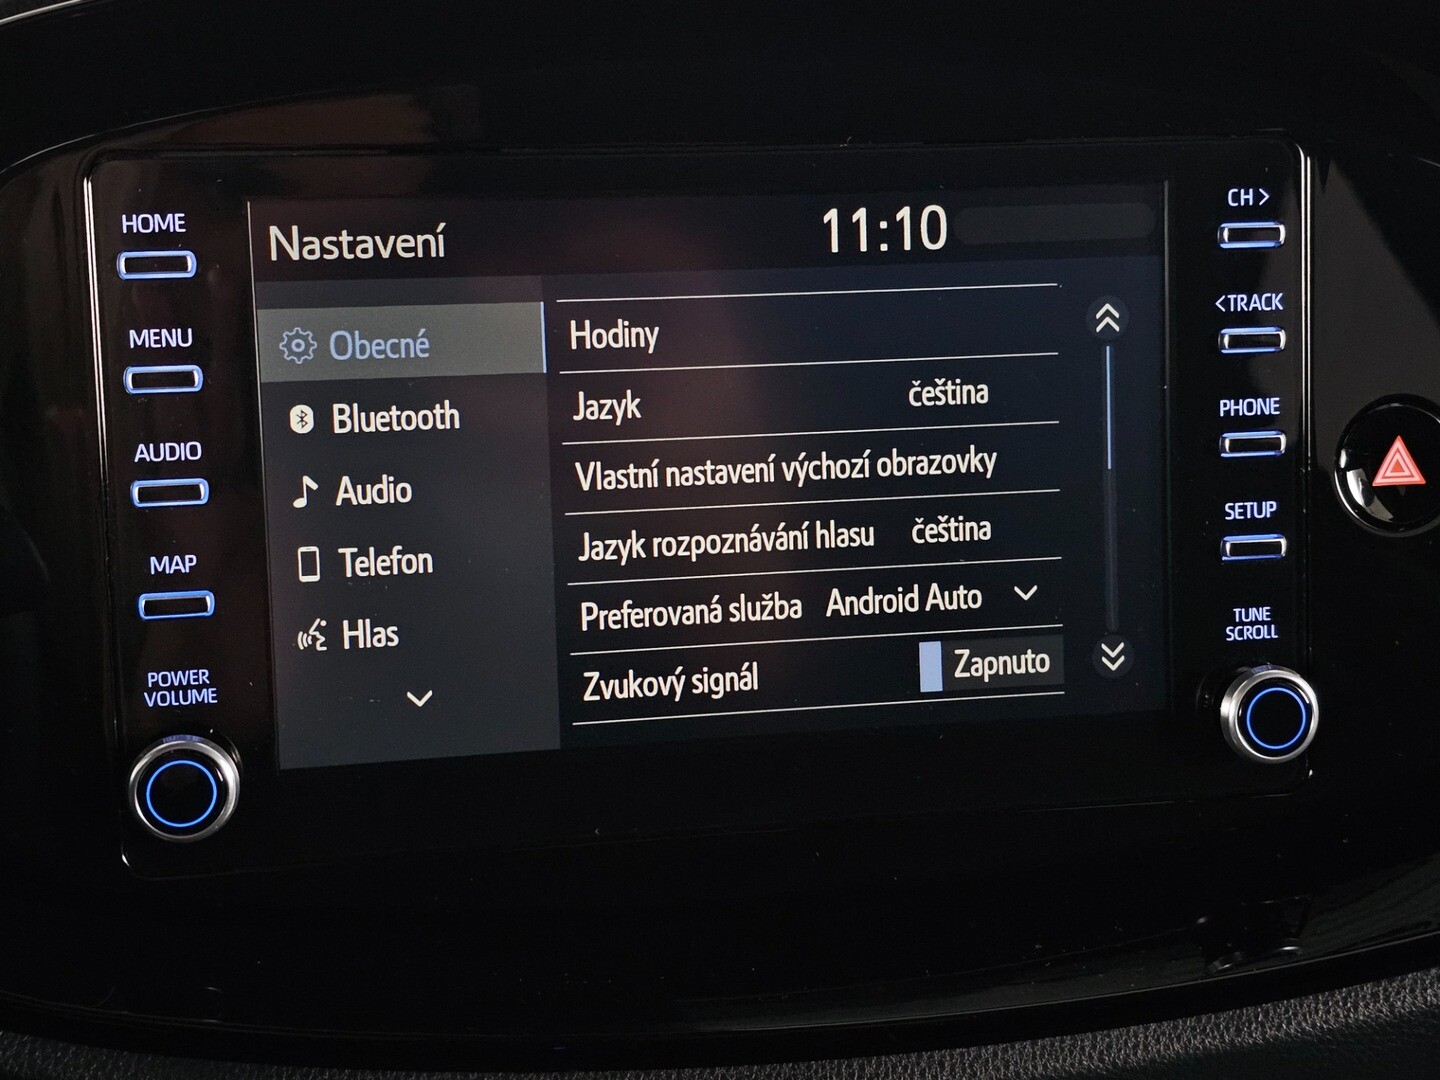 HOME
MENU
AUDIO
MAP
POWER
VOLUME
Nastavení
11:10
Obecné
Bluetooth
Audio
Telefon
Hlas
Hodiny
Jazyk čeština
Vlastní nastavení výchozí obrazovky
Jazyk rozpoznávání hlasu čeština
Preferovaná služba Android Auto
Zvukový signál Zapnuto
CH >
< TRACK
PHONE
SETUP
TUNE
SCROLL